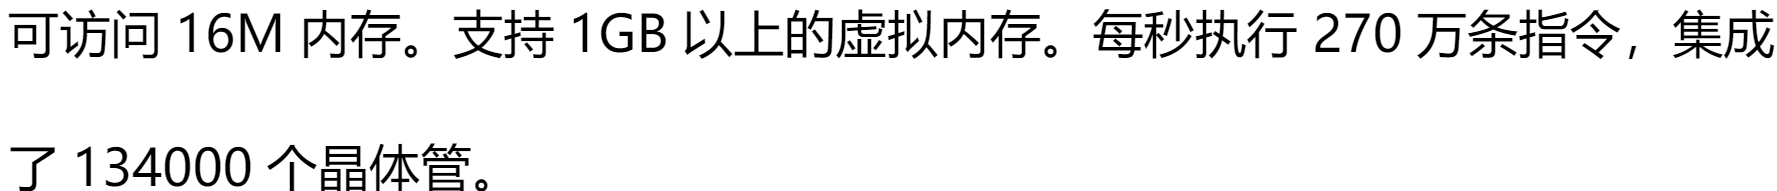 可访问 16M 内存。支持 1GB 以上的虚拟内存。每秒执行 270 万条指令，集成
了 134000 个晶体管。